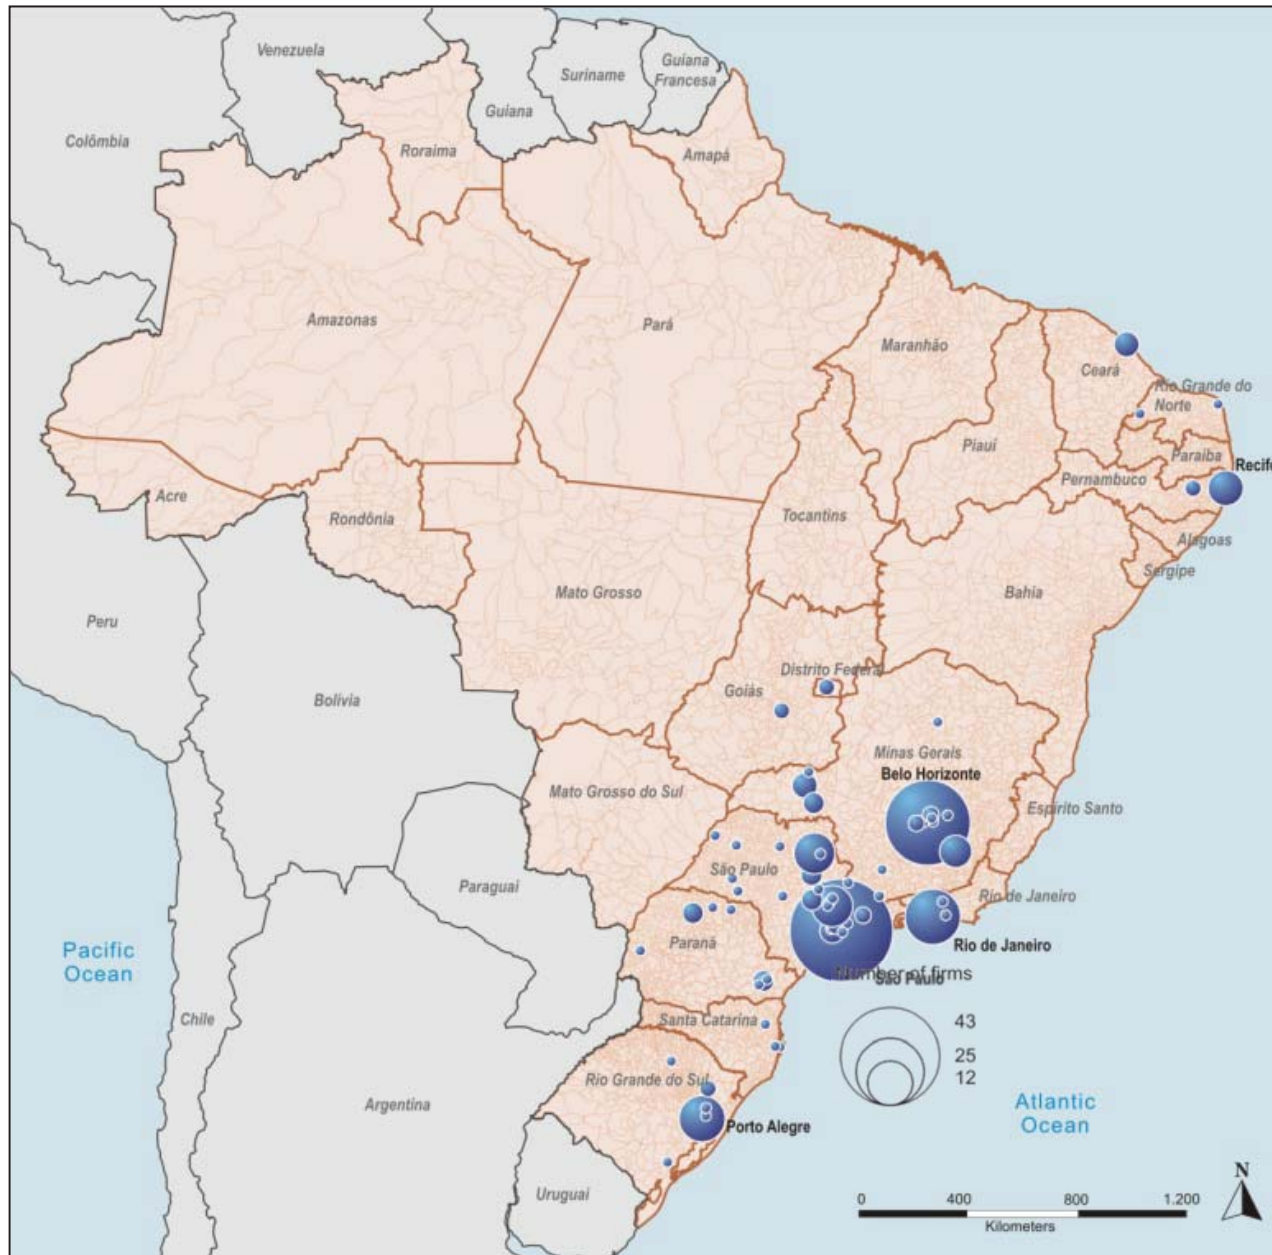 Venezuela
Suriname
Guiana
Francesa
Guiana
Colômbia
Roraima
Amapá
Amazonas
Pará
Maranhão
Ceará
Rio Grande do
Norte
Piauí
Paraíba
Recife
Pernambuco
Acre
Rondônia
Tocantins
Alagoas
Sergipe
Mato Grosso
Bahia
Peru
Distrito Federal
Goiás
Bolívia
Minas Gerais
Belo Horizonte
Mato Grosso do Sul
Espírito Santo
São Paulo
Paraguai
Rio de Janeiro
Pacific
Ocean
Paraná
Rio de Janeiro
Number of firms
São Paulo
Chile
Santa Catarina
43
25
12
Rio Grande do Sul
Argentina
Atlantic
Ocean
Porto Alegre
Uruguai
N
0 400 800 1.200
Kilometers